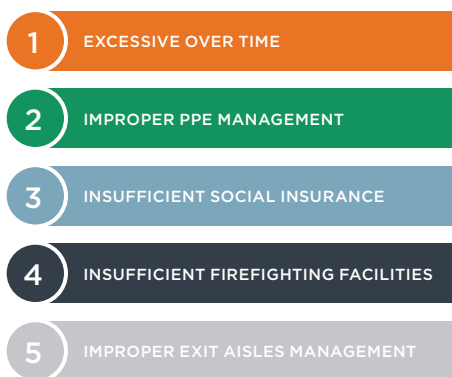 1 EXCESSIVE OVER TIME
2 IMPROPER PPE MANAGEMENT
3 INSUFFICIENT SOCIAL INSURANCE
4 INSUFFICIENT FIREFIGHTING FACILITIES
5 IMPROPER EXIT AISLES MANAGEMENT